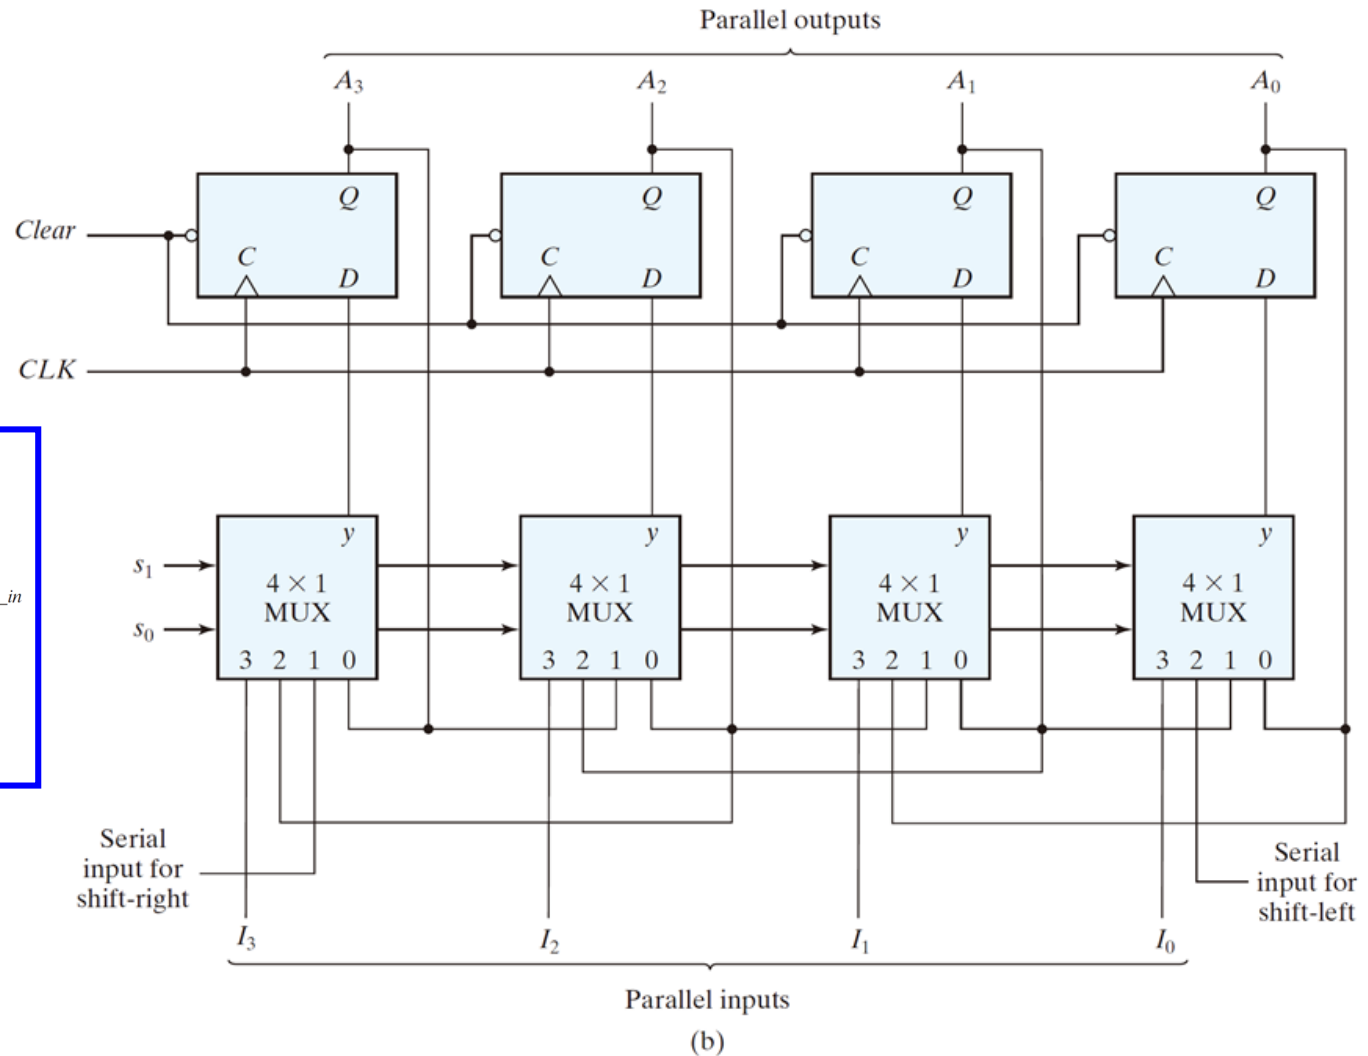 Parallel outputs
A₃ A₂ A₁ A₀
Q Q Q Q
Clear
C C C C
D D D D
CLK
_in
y y y y
s₁
4 × 1 4 × 1 4 × 1 4 × 1
MUX MUX MUX MUX
s₀
3 2 1 0 3 2 1 0 3 2 1 0 3 2 1 0
Serial
input for
shift-right
Serial
input for
shift-left
I₃ I₂ I₁ I₀
Parallel inputs
(b)